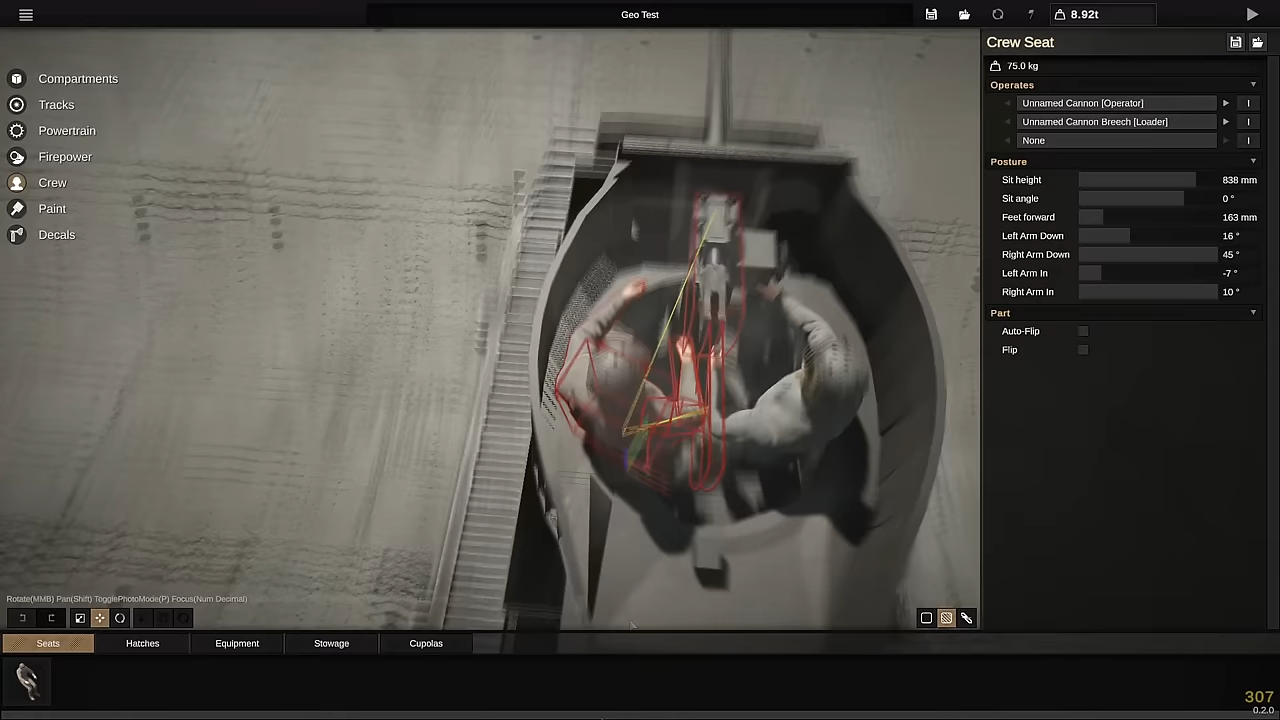 Geo Test
8.92t
Compartments
Tracks
Powertrain
Firepower
Crew
Paint
Decals
Crew Seat
75.0 kg
Operates
Unnamed Cannon [Operator]
I
Unnamed Cannon Breech [Loader]
I
None
I
Posture
Sit height 838 mm
Sit angle 0 °
Feet forward 163 mm
Left Arm Down 16 °
Right Arm Down 45 °
Left Arm In -7 °
Right Arm In 10 °
Part
Auto-Flip
Flip
Rotate(MMB) Pan(Shift) TogglePhotoMode(P) Focus(Num Decimal)
Seats Hatches Equipment Stowage Cupolas
307
0.2.0